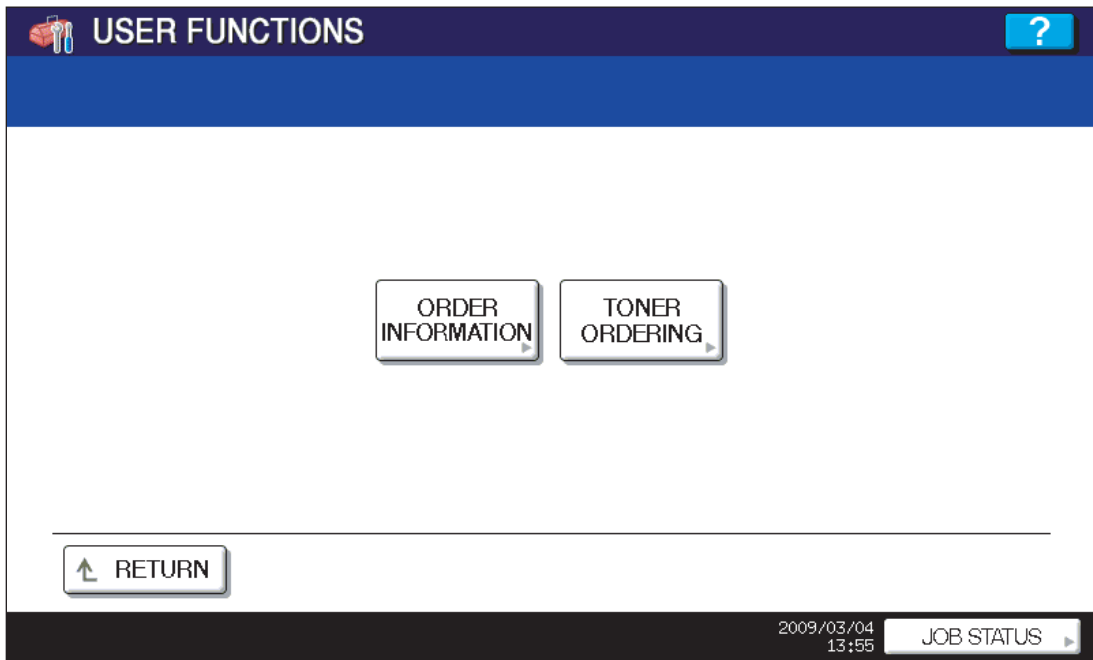 USER FUNCTIONS
?
ORDER
INFORMATION
TONER
ORDERING
RETURN
2009/03/04
13:55
JOB STATUS